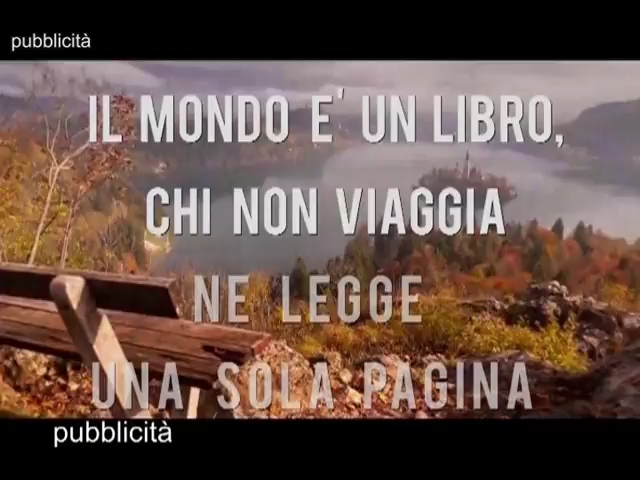 pubblicità
IL MONDO E' UN LIBRO,
CHI NON VIAGGIA
NE LEGGE
UNA SOLA PAGINA
pubblicità